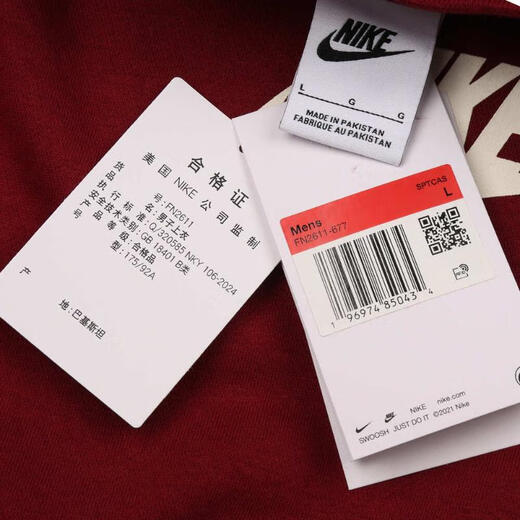 NIKE
L G G
MADE IN PAKISTAN
FABRIQUE AU PAKISTAN
合格证
美国 NIKE 公司监制
货 号: FN2611
品 名: 男子上衣
执行标准: Q/320585 NKY 106-2024
安全技术类别: GB 18401 B类
产品等级: 合格品
型: 175/92A
产 地: 巴基斯坦
SPTCAS
L
Mens
FN2611-677
1 96974 85043 4
NIKE nike.com
SWOOSH JUST DO IT ©2021 Nike